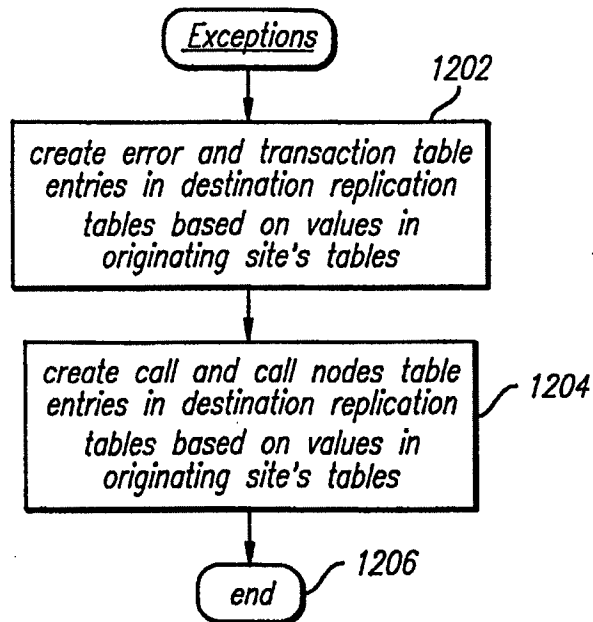 Exceptions
1202
create error and transaction table
entries in destination replication
tables based on values in
originating site's tables
create call and call nodes table
entries in destination replication
tables based on values in
originating site's tables
1204
end
1206